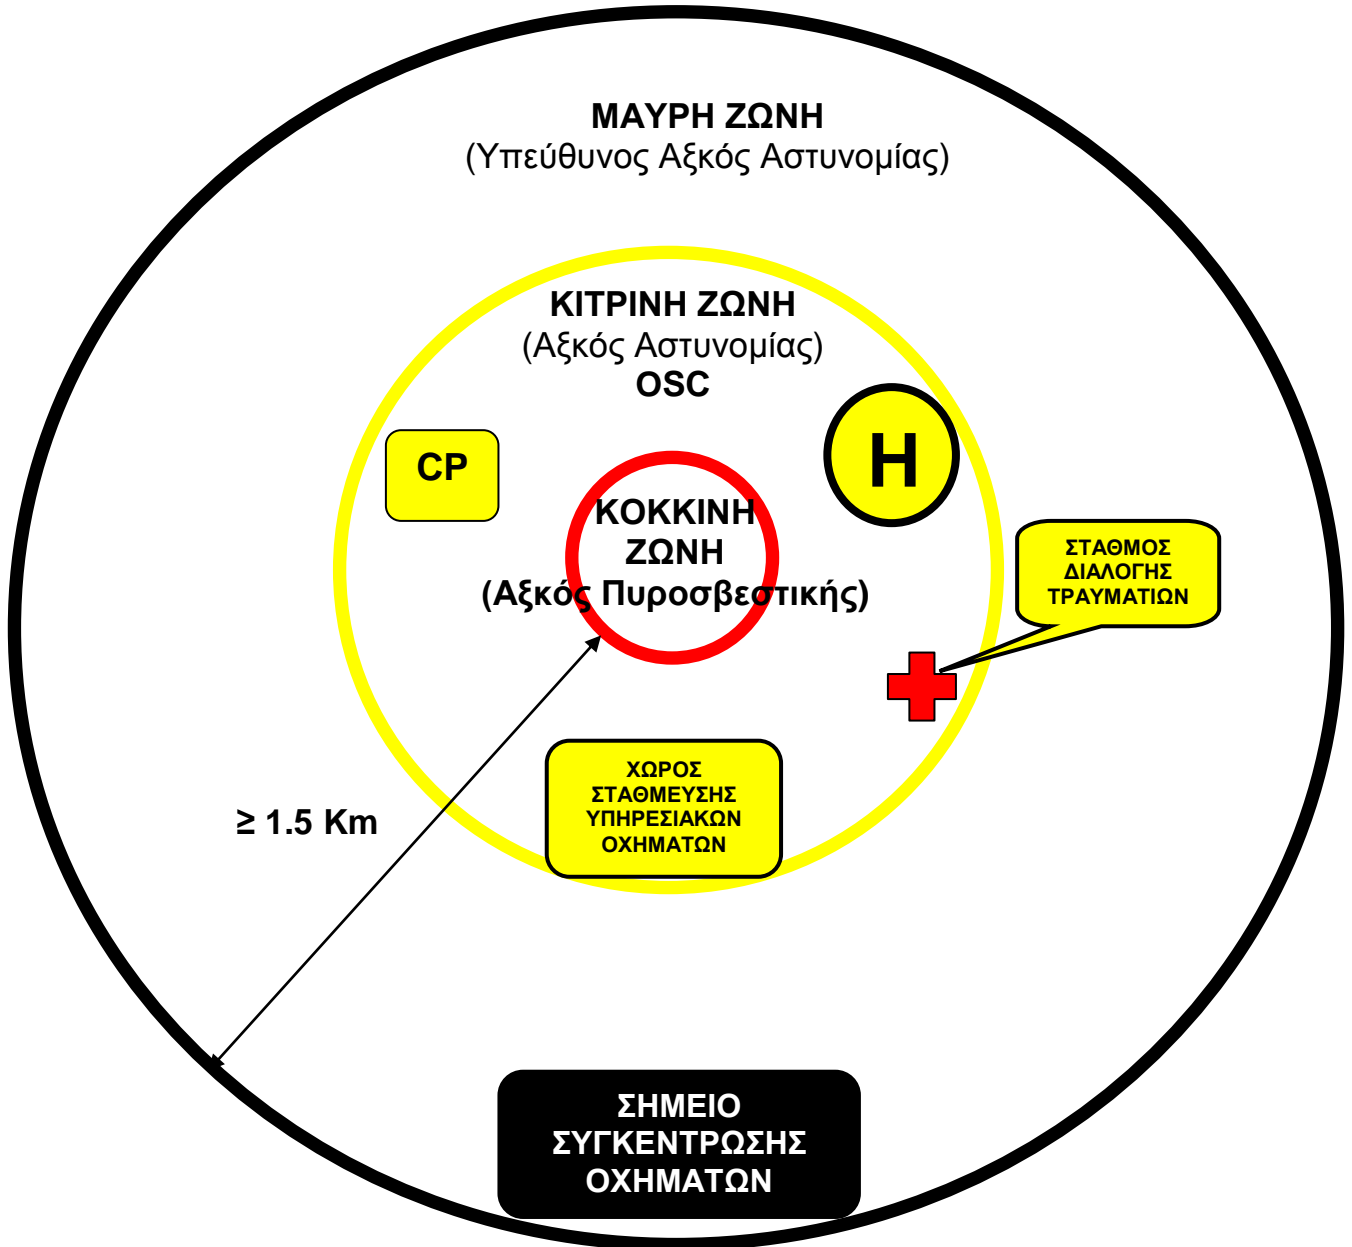 ΜΑΥΡΗ ΖΩΝΗ
(Υπεύθυνος Αξκός Αστυνομίας)
ΚΙΤΡΙΝΗ ΖΩΝΗ
(Αξκός Αστυνομίας)
OSC
CP
H
ΚΟΚΚΙΝΗ
ΖΩΝΗ
(Αξκός Πυροσβεστικής)
ΣΤΑΘΜΟΣ
ΔΙΑΛΟΓΗΣ
ΤΡΑΥΜΑΤΙΩΝ
ΧΩΡΟΣ
ΣΤΑΘΜΕΥΣΗΣ
ΥΠΗΡΕΣΙΑΚΩΝ
ΟΧΗΜΑΤΩΝ
≥ 1.5 Km
ΣΗΜΕΙΟ
ΣΥΓΚΕΝΤΡΩΣΗΣ
ΟΧΗΜΑΤΩΝ